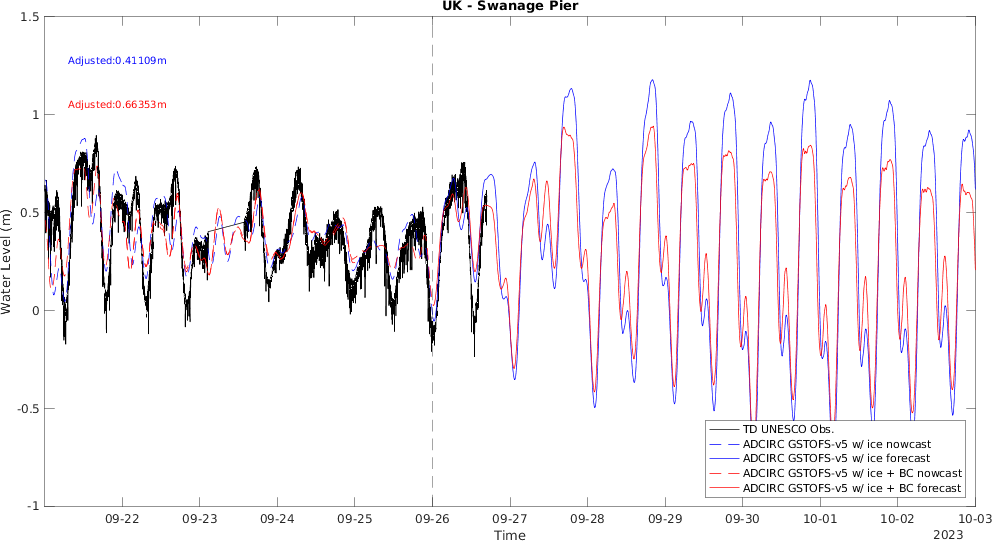 UK - Swanage Pier
1.5
1
0.5
0
-0.5
-1
Water Level (m)
Adjusted:0.41109m
Adjusted:0.66353m
TD UNESCO Obs.
ADCIRC GSTOFS-v5 w/ ice nowcast
ADCIRC GSTOFS-v5 w/ ice forecast
ADCIRC GSTOFS-v5 w/ ice + BC nowcast
ADCIRC GSTOFS-v5 w/ ice + BC forecast
09-22 09-23 09-24 09-25 09-26 09-27 09-28 09-29 09-30 10-01 10-02 10-03
Time
2023